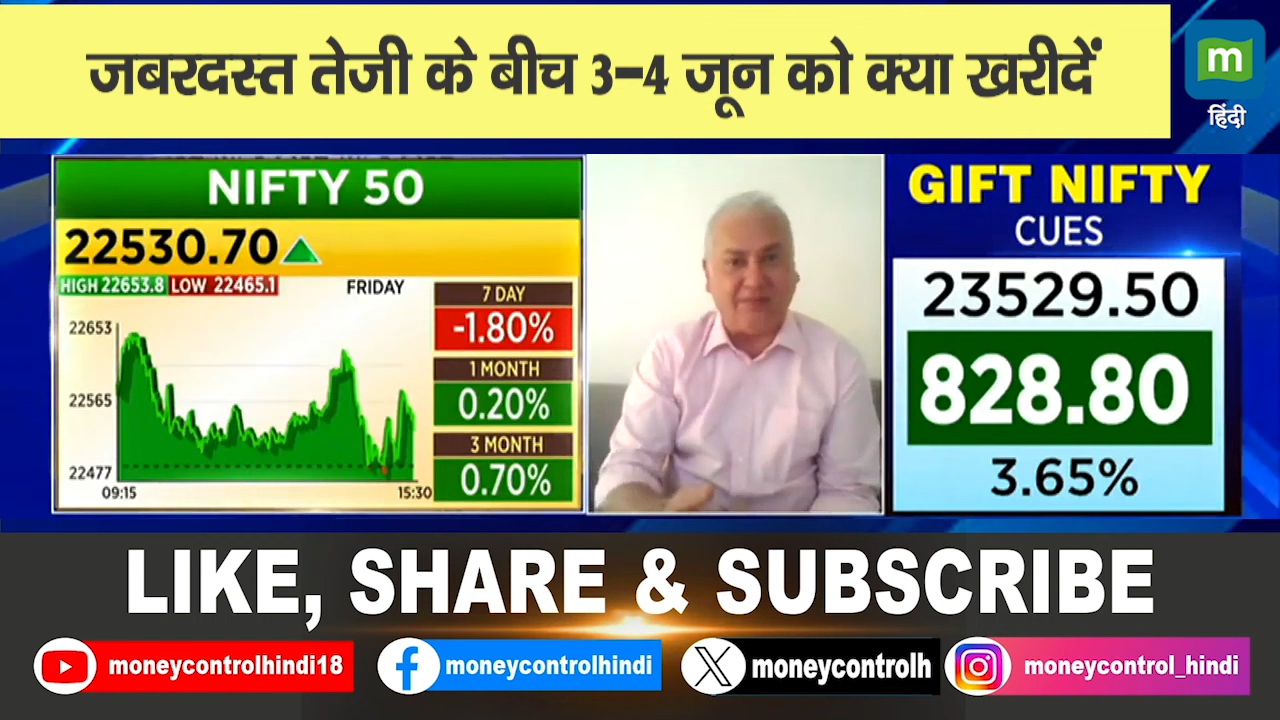 जबरदस्त तेजी के बीच 3-4 जून को क्या खरीदें
m
हिंदी
NIFTY 50
22530.70
HIGH 22653.8 LOW 22465.1
FRIDAY
22653
22565
22477
09:15
15:30
7 DAY
-1.80%
1 MONTH
0.20%
3 MONTH
0.70%
GIFT NIFTY
CUES
23529.50
828.80
3.65%
LIKE, SHARE & SUBSCRIBE
moneycontrolhindi18
moneycontrolhindi
moneycontrolh
moneycontrol_hindi